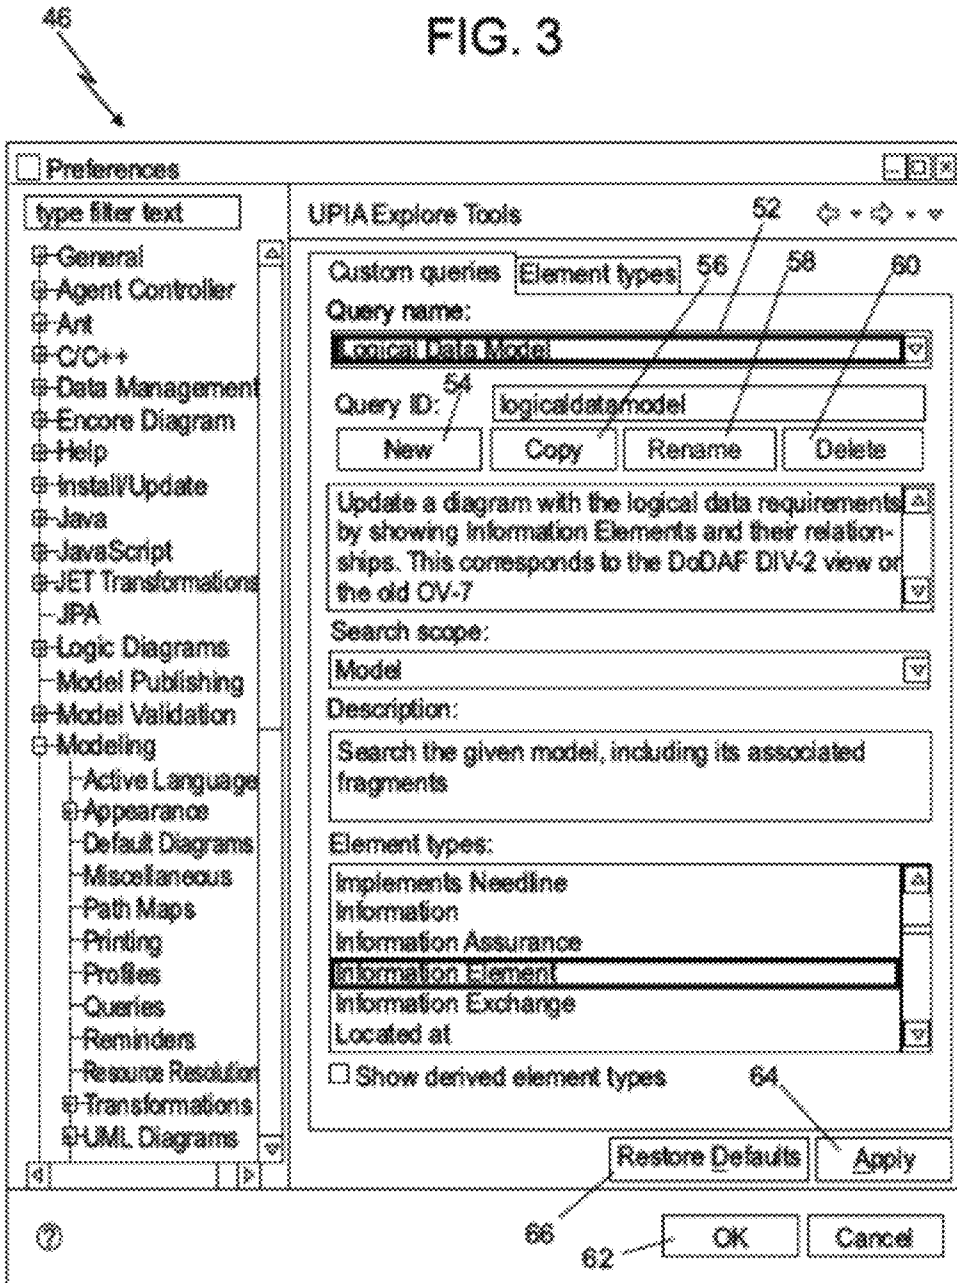 46
FIG. 3
Preferences
type filter text
General
Agent Controller
Ant
C/C++
Data Management
Encore Diagram
Help
Install/Update
Java
JavaScript
JET Transformations
JPA
Logic Diagrams
Model Publishing
Model Validation
Modeling
Active Language
Appearance
Default Diagrams
Miscellaneous
Path Maps
Printing
Profiles
Queries
Reminders
Resource Resolution
Transformations
UML Diagrams
UPIA Explore Tools
52
Custom queries
Element types
56
58
60
Query name:
Logical Data Model
54
Query ID:
logicaldatamodel
New
Copy
Rename
Delete
Update a diagram with the logical data requirements
by showing Information Elements and their relation-
ships. This corresponds to the DoDAF DIV-2 view or
the old OV-7
Search scope:
Model
Description:
Search the given model, including its associated
fragments
Element types:
Implements Needline
Information
Information Assurance
Information Element
Information Exchange
Located at
Show derived element types
64
Restore Defaults
Apply
66
62
OK
Cancel
?